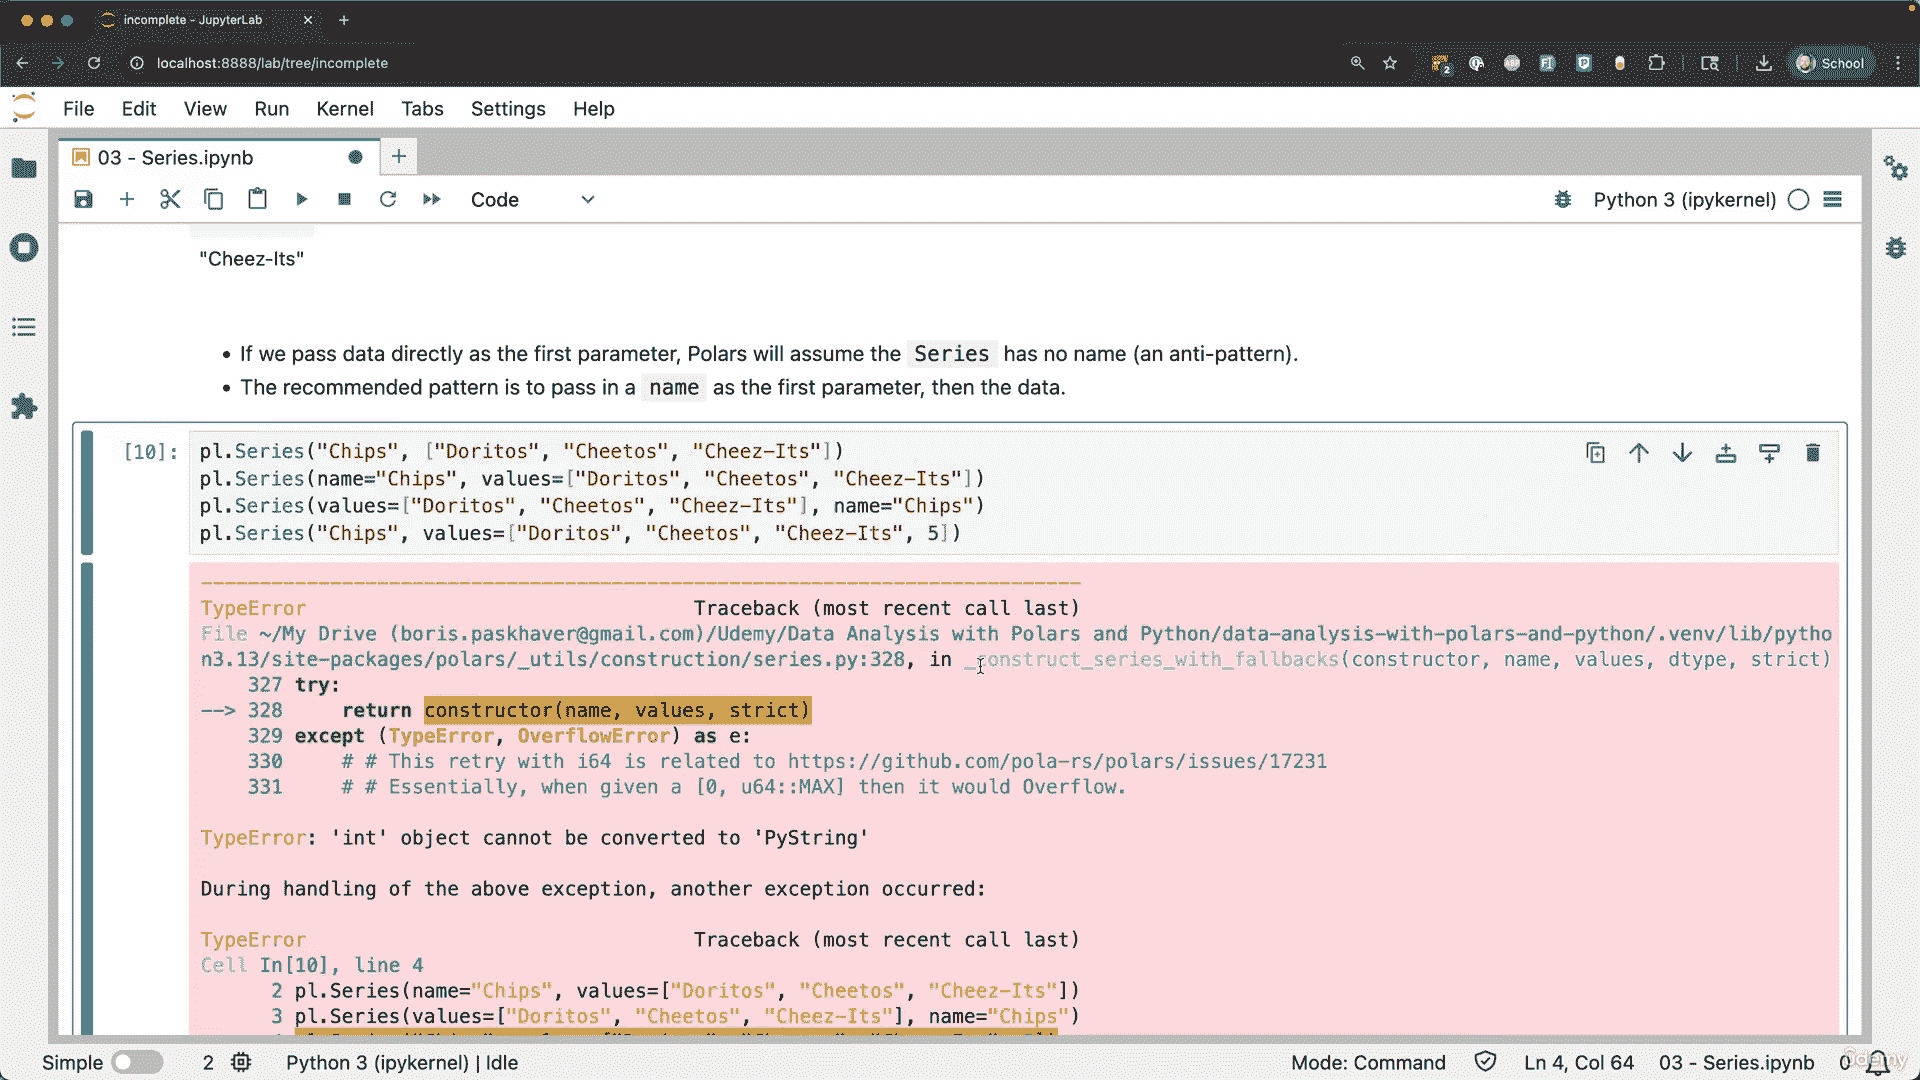 incomplete - JupyterLab
localhost:8888/lab/tree/incomplete
2
School
File Edit View Run Kernel Tabs Settings Help
03 - Series.ipynb
Code
Python 3 (ipykernel)
"Cheez-Its"
• If we pass data directly as the first parameter, Polars will assume the Series has no name (an anti-pattern).
• The recommended pattern is to pass in a name as the first parameter, then the data.
[10]: pl.Series("Chips", ["Doritos", "Cheetos", "Cheez-Its"])
pl.Series(name="Chips", values=["Doritos", "Cheetos", "Cheez-Its"])
pl.Series(values=["Doritos", "Cheetos", "Cheez-Its"], name="Chips")
pl.Series("Chips", values=["Doritos", "Cheetos", "Cheez-Its", 5])
---------------------------------------------------------------------------
TypeError Traceback (most recent call last)
File ~/My Drive (boris.paskhaver@gmail.com)/Udemy/Data Analysis with Polars and Python/data-analysis-with-polars-and-python/.venv/lib/pytho
n3.13/site-packages/polars/_utils/construction/series.py:328, in _construct_series_with_fallbacks(constructor, name, values, dtype, strict)
327 try:
--> 328 return constructor(name, values, strict)
329 except (TypeError, OverflowError) as e:
330 # # This retry with i64 is related to https://github.com/pola-rs/polars/issues/17231
331 # # Essentially, when given a [0, u64::MAX] then it would Overflow.
TypeError: 'int' object cannot be converted to 'PyString'
During handling of the above exception, another exception occurred:
TypeError Traceback (most recent call last)
Cell In[10], line 4
2 pl.Series(name="Chips", values=["Doritos", "Cheetos", "Cheez-Its"])
3 pl.Series(values=["Doritos", "Cheetos", "Cheez-Its"], name="Chips")
Simple 2 Python 3 (ipykernel) | Idle Mode: Command Ln 4, Col 64 03 - Series.ipynb 0
Udemy